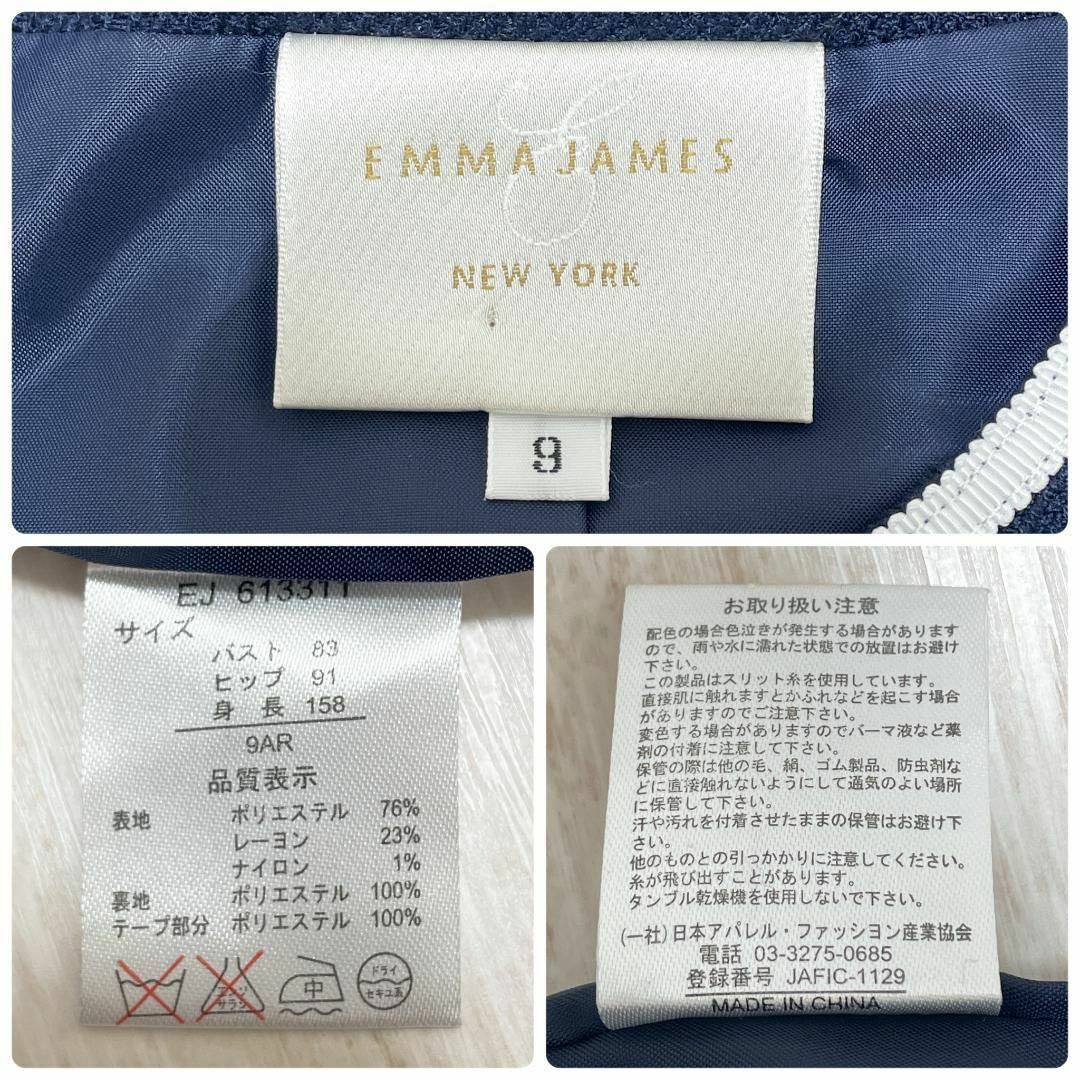 EMMA JAMES
NEW YORK
9
EJ 613311
サイズ
バスト 83
ヒップ 91
身長 158
9AR
品質表示
表地 ポリエステル 76%
レーヨン 23%
ナイロン 1%
裏地 ポリエステル 100%
テープ部分 ポリエステル 100%
エンソ
サラシ
中
ドライ
セキユ系
お取り扱い注意
配色の場合色泣きが発生する場合があります
ので、雨や水に濡れた状態での放置はお避け
下さい。
この製品はスリット糸を使用しています。
直接肌に触れますとかぶれなどを起こす場合
がありますのでご注意下さい。
変色する場合がありますのでパーマ液など薬
剤の付着に注意して下さい。
保管の際は他の毛、絹、ゴム製品、防虫剤な
どに直接触れないようにして通気のよい場所
に保管して下さい。
汗や汚れを付着させたままの保管はお避け下
さい。
他のものとの引っかかりに注意してください。
糸が飛び出すことがあります。
タンブル乾燥機を使用しないで下さい。
(一社)日本アパレル・ファッション産業協会
電話 03-3275-0685
登録番号 JAFIC-1129
MADE IN CHINA